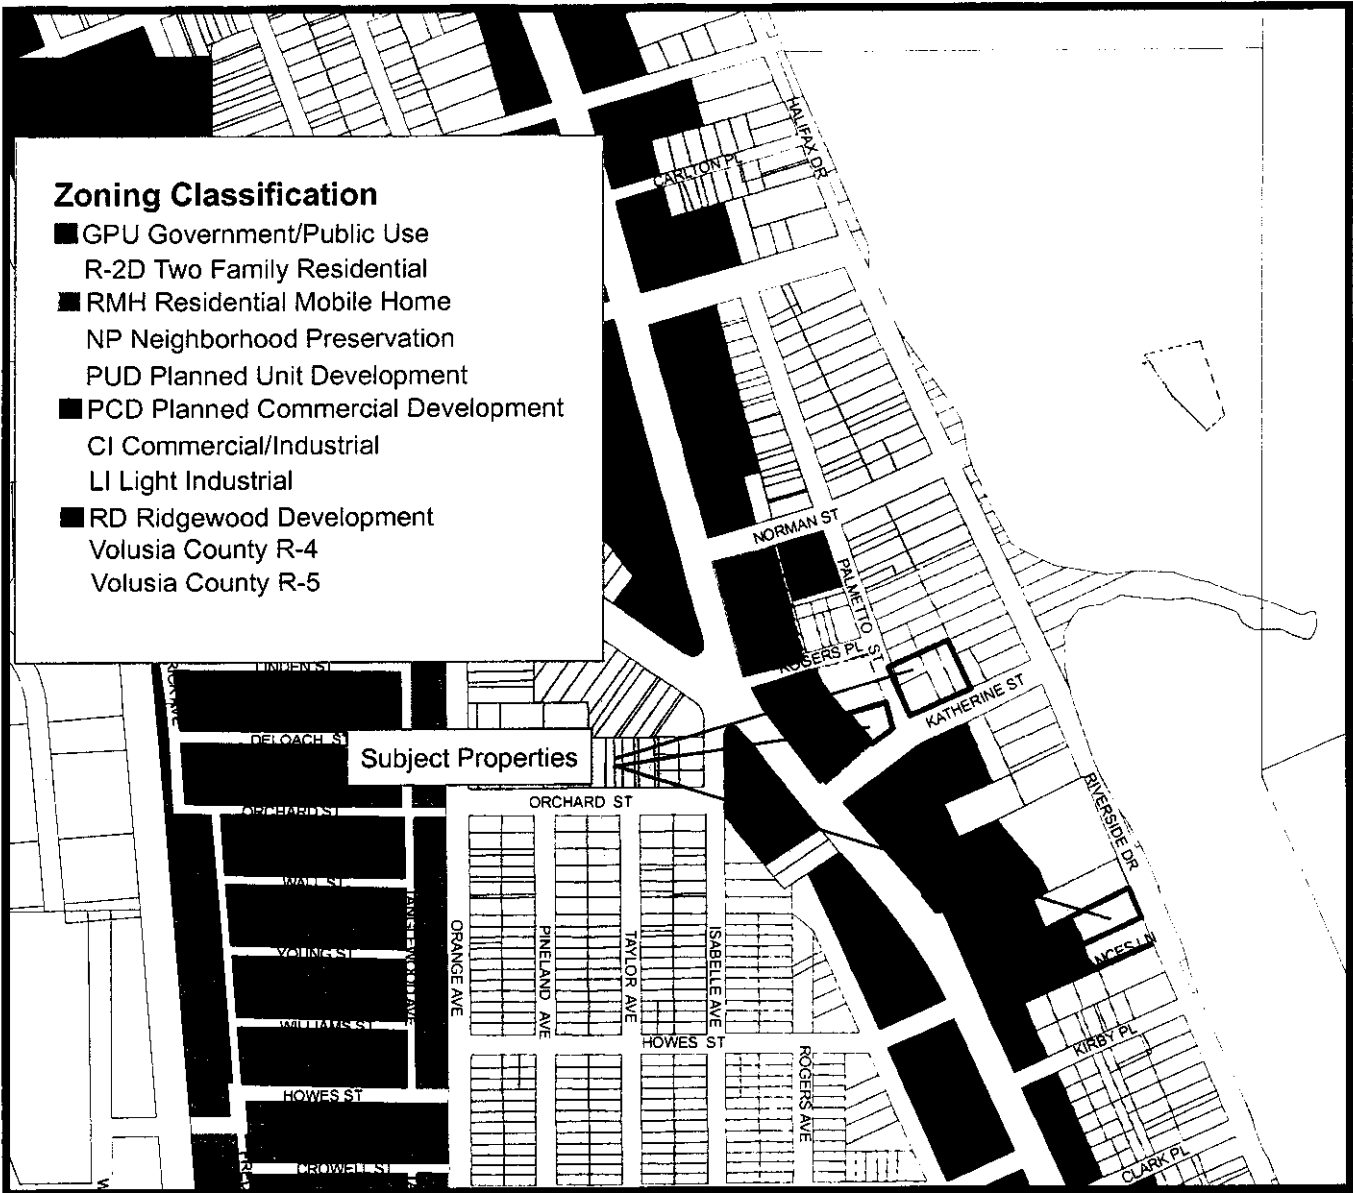 Zoning Classification
GPU Government/Public Use
R-2D Two Family Residential
RMH Residential Mobile Home
NP Neighborhood Preservation
PUD Planned Unit Development
PCD Planned Commercial Development
CI Commercial/Industrial
LI Light Industrial
RD Ridgewood Development
Volusia County R-4
Volusia County R-5
HALIFAX DR
CARLTON PL
NORMAN ST
PALMETTO ST
ROGERS PL
KATHERINE ST
LINDEN ST
DELOACH ST
Subject Properties
ORCHARD ST
ORCHARD ST
RIVERSIDE DR
WALL ST
YOUNG ST
TANGLEWOOD AVE
ORANGE AVE
PINELAND AVE
TAYLOR AVE
ISABELLE AVE
NCES LN
WILLIAMS ST
HOWES ST
KIRBY PL
ROGERS AVE
HOWES ST
CROWELL ST
CLARK PL
W